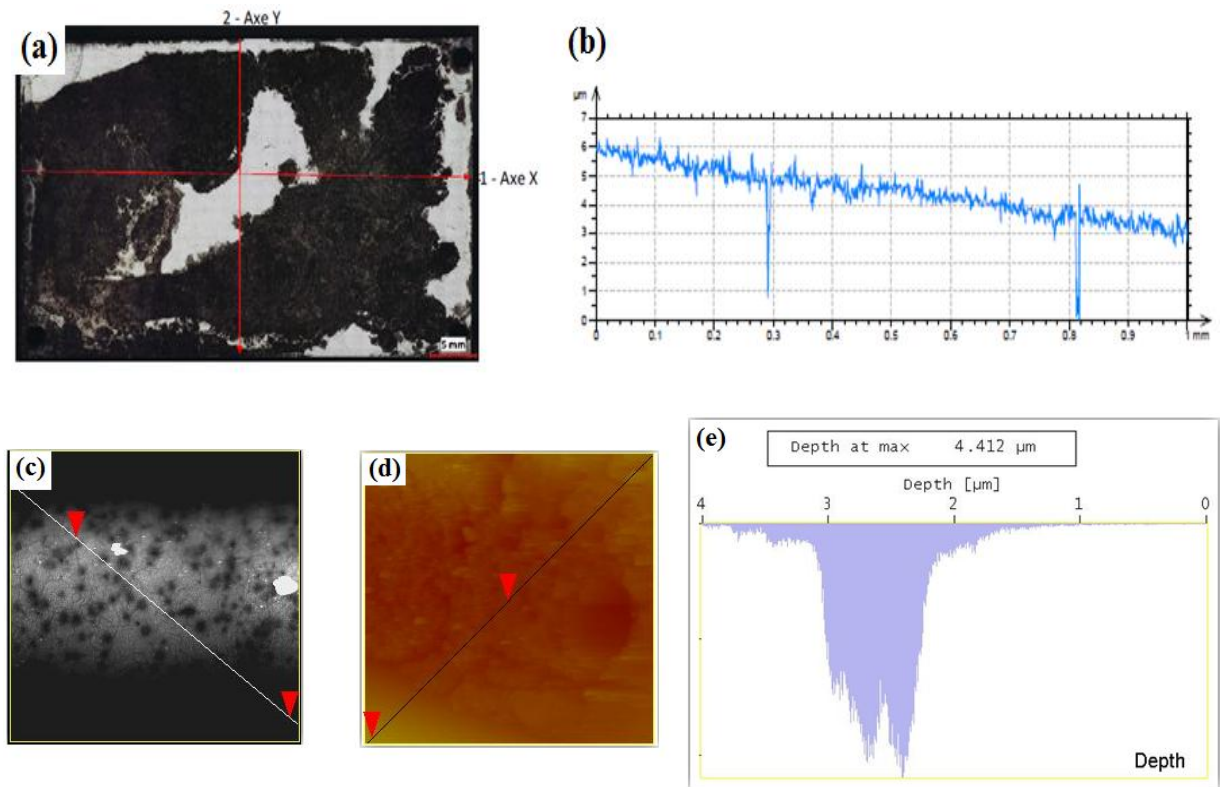 2 - Axe Y
(a)
1 - Axe X
5 mm
(b)
µm
7
6
5
4
3
2
1
0
0 0.1 0.2 0.3 0.4 0.5 0.6 0.7 0.8 0.9 1 mm
(c)
(d)
(e)
Depth at max 4.412 µm
Depth [µm]
4 3 2 1 0
Depth